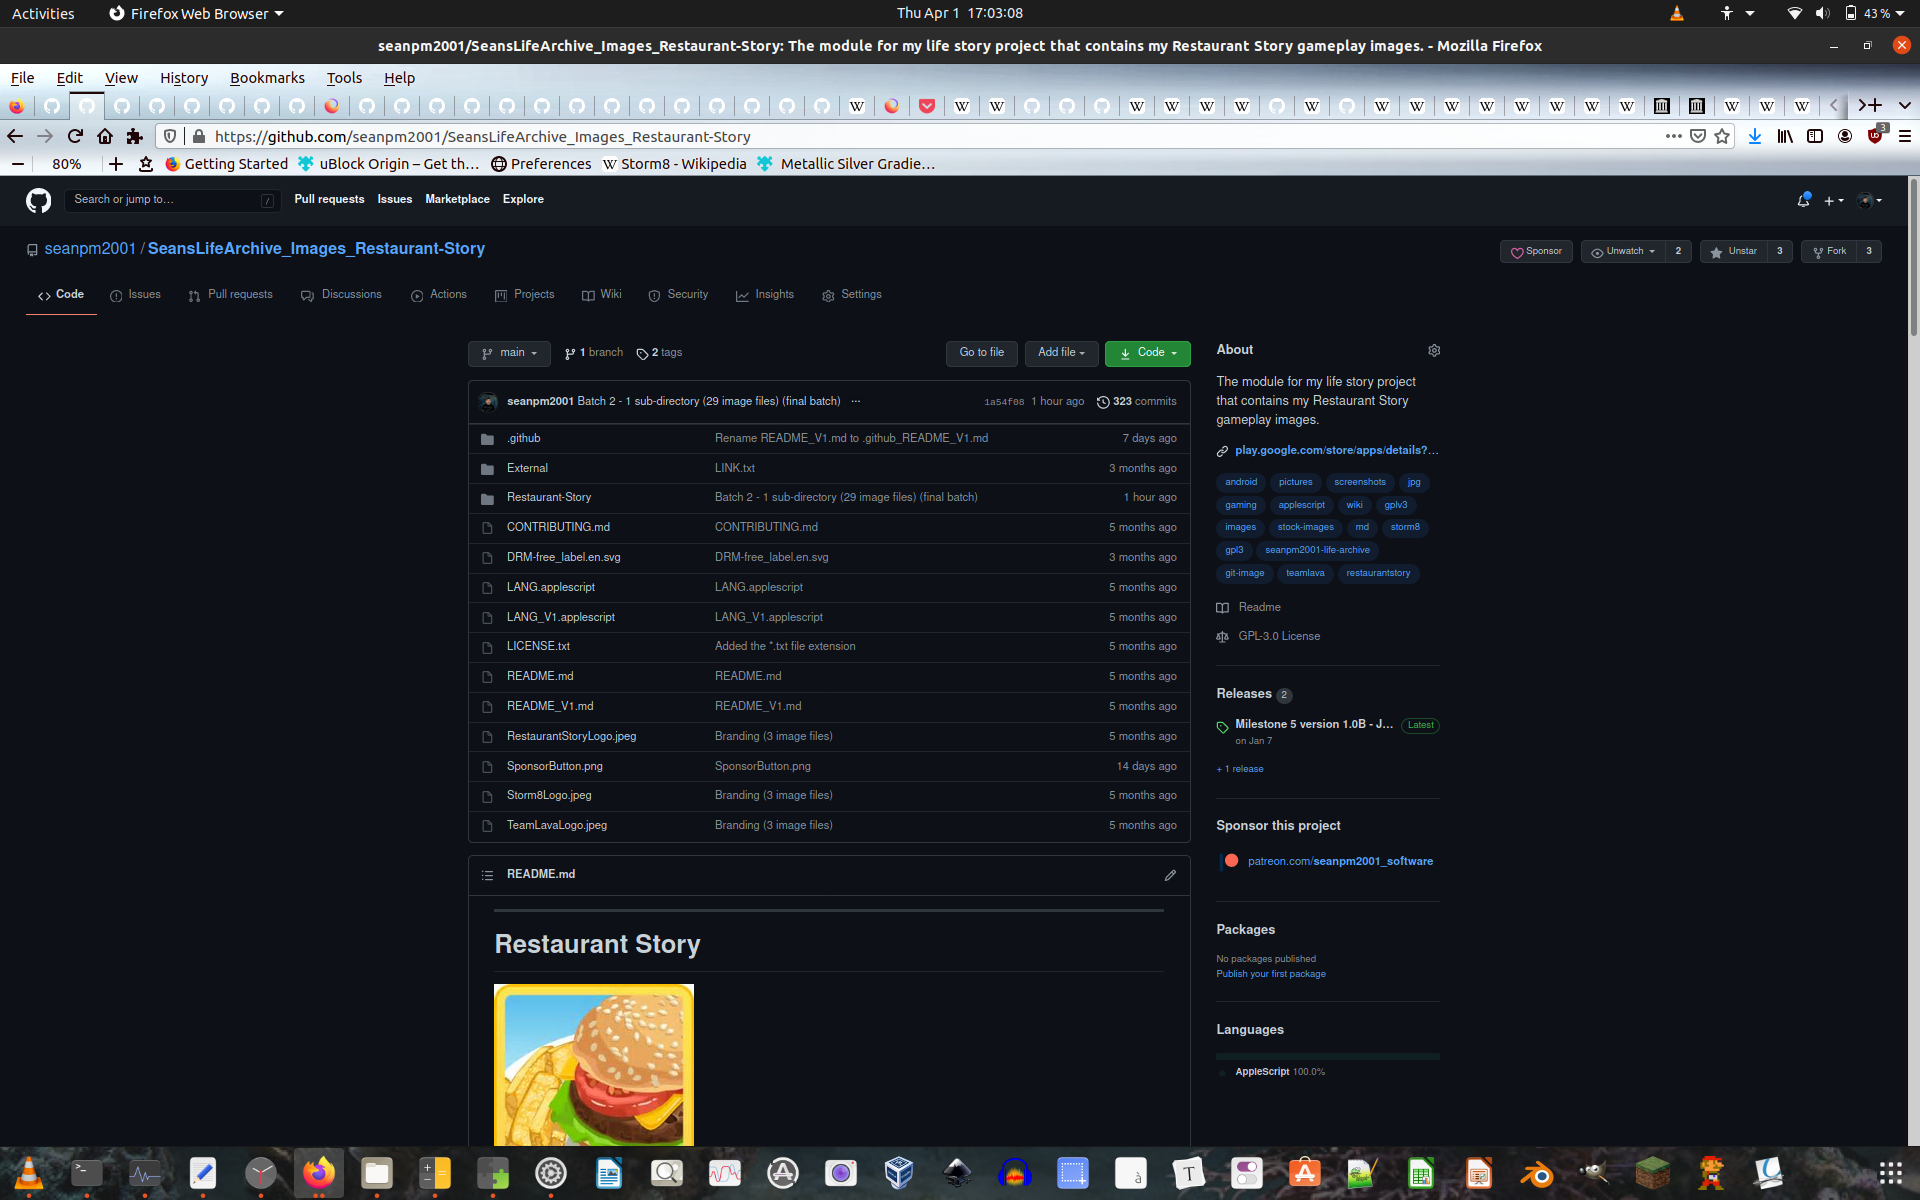 Activities Firefox Web Browser Thu Apr 1 17:03:08 43 %
seanpm2001/SeansLifeArchive_Images_Restaurant-Story: The module for my life story project that contains my Restaurant Story gameplay images. - Mozilla Firefox
File Edit View History Bookmarks Tools Help
https://github.com/seanpm2001/SeansLifeArchive_Images_Restaurant-Story 3
80% Getting Started uBlock Origin – Get th… Preferences Storm8 - Wikipedia Metallic Silver Gradie…
Search or jump to… / Pull requests Issues Marketplace Explore
seanpm2001 / SeansLifeArchive_Images_Restaurant-Story Sponsor Unwatch 2 Unstar 3 Fork 3
Code Issues Pull requests Discussions Actions Projects Wiki Security Insights Settings
main 1 branch 2 tags Go to file Add file Code
seanpm2001 Batch 2 - 1 sub-directory (29 image files) (final batch) ... 1a54f08 1 hour ago 323 commits
.github Rename README_V1.md to .github_README_V1.md 7 days ago
External LINK.txt 3 months ago
Restaurant-Story Batch 2 - 1 sub-directory (29 image files) (final batch) 1 hour ago
CONTRIBUTING.md CONTRIBUTING.md 5 months ago
DRM-free_label.en.svg DRM-free_label.en.svg 3 months ago
LANG.applescript LANG.applescript 5 months ago
LANG_V1.applescript LANG_V1.applescript 5 months ago
LICENSE.txt Added the *.txt file extension 5 months ago
README.md README.md 5 months ago
README_V1.md README_V1.md 5 months ago
RestaurantStoryLogo.jpeg Branding (3 image files) 5 months ago
SponsorButton.png SponsorButton.png 14 days ago
Storm8Logo.jpeg Branding (3 image files) 5 months ago
TeamLavaLogo.jpeg Branding (3 image files) 5 months ago
README.md
Restaurant Story
About
The module for my life story project
that contains my Restaurant Story
gameplay images.
play.google.com/store/apps/details?…
android pictures screenshots jpg
gaming applescript wiki gplv3
images stock-images md storm8
gpl3 seanpm2001-life-archive
git-image teamlava restaurantstory
Readme
GPL-3.0 License
Releases 2
Milestone 5 version 1.0B - J… Latest
on Jan 7
+ 1 release
Sponsor this project
patreon.com/seanpm2001_software
Packages
No packages published
Publish your first package
Languages
AppleScript 100.0%